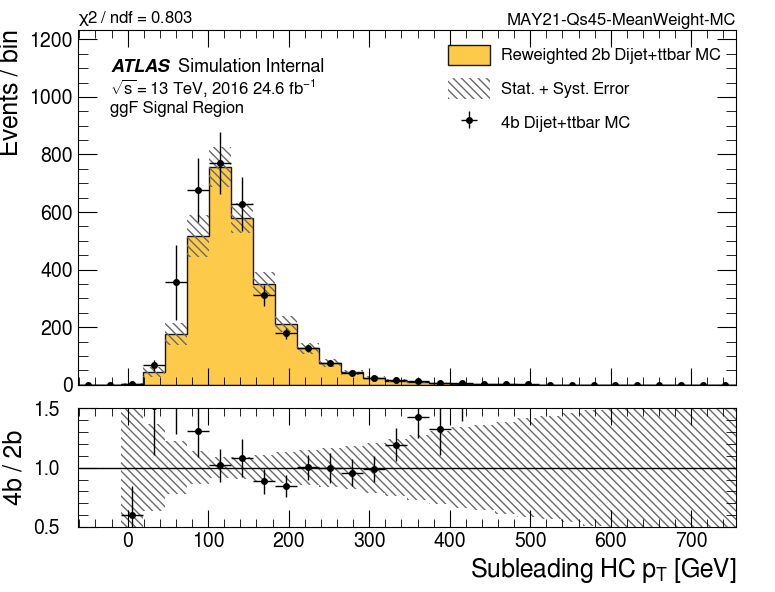 χ2 / ndf = 0.803
MAY21-Qs45-MeanWeight-MC
Events / bin
1200
1000
800
600
400
200
0
ATLAS Simulation Internal
√s = 13 TeV, 2016 24.6 fb−1
ggF Signal Region
Reweighted 2b Dijet+ttbar MC
Stat. + Syst. Error
4b Dijet+ttbar MC
4b / 2b
1.5
1.0
0.5
0 100 200 300 400 500 600 700
Subleading HC pT [GeV]